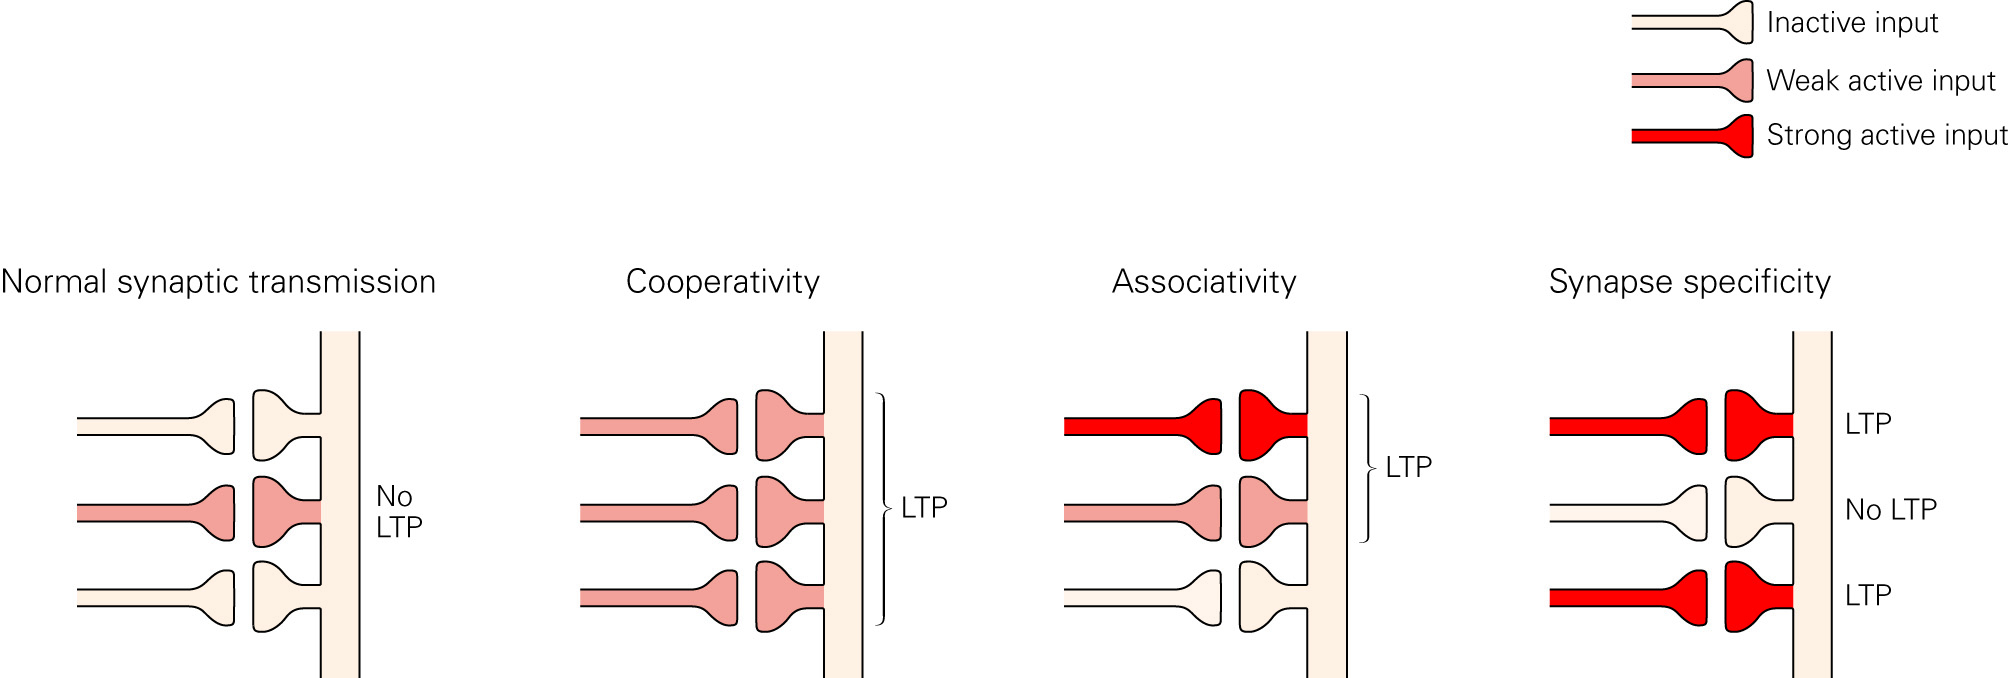 Inactive input
Weak active input
Strong active input
Normal synaptic transmission
No
LTP
Cooperativity
LTP
Associativity
LTP
Synapse specificity
LTP
No LTP
LTP